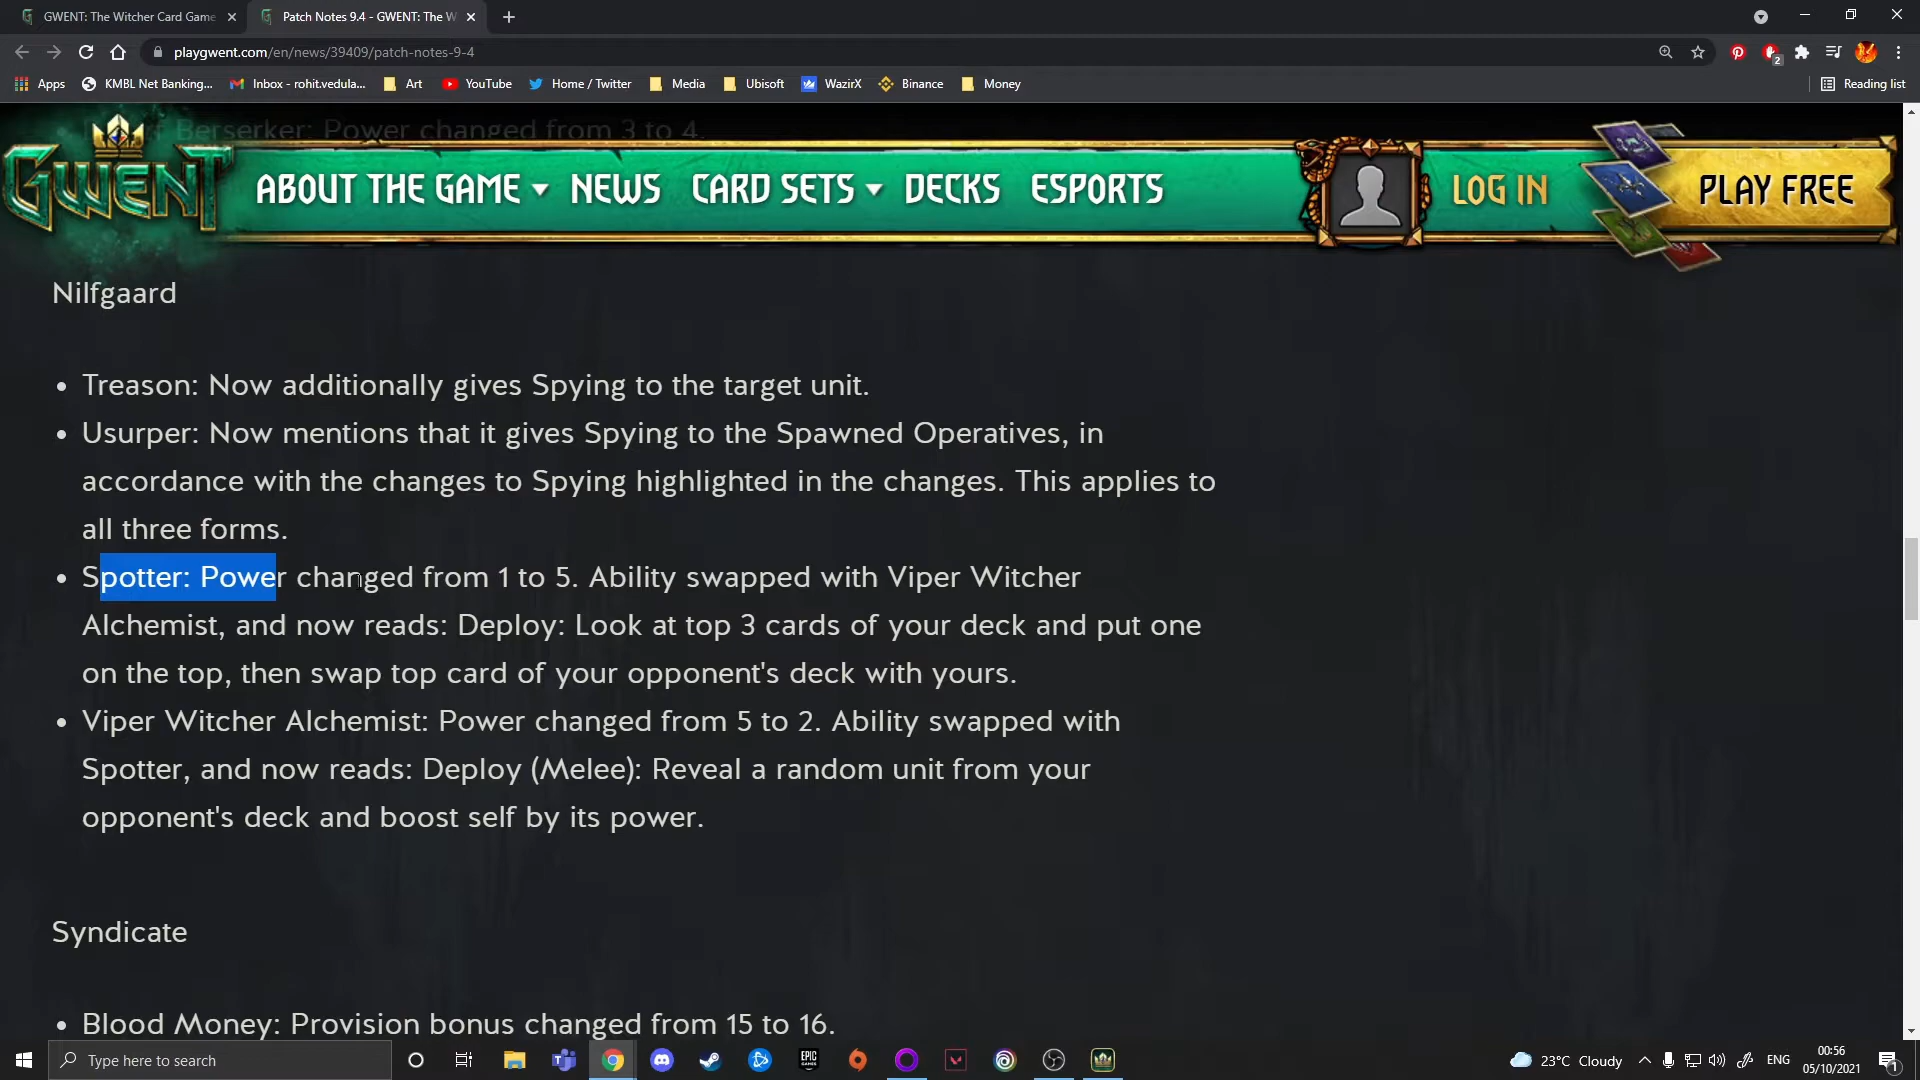 GWENT: The Witcher Card Game
Patch Notes 9.4 - GWENT: The W
playgwent.com/en/news/39409/patch-notes-9-4
2
Apps
KMBL Net Banking...
Inbox - rohit.vedula...
Art
YouTube
Home / Twitter
Media
Ubisoft
WazirX
Binance
Money
Reading list
Berserker: Power changed from 3 to 4.
GWENT
ABOUT THE GAME
NEWS
CARD SETS
DECKS
ESPORTS
LOG IN
PLAY FREE
Nilfgaard
• Treason: Now additionally gives Spying to the target unit.
• Usurper: Now mentions that it gives Spying to the Spawned Operatives, in
accordance with the changes to Spying highlighted in the changes. This applies to
all three forms.
• Spotter: Power changed from 1 to 5. Ability swapped with Viper Witcher
Alchemist, and now reads: Deploy: Look at top 3 cards of your deck and put one
on the top, then swap top card of your opponent's deck with yours.
• Viper Witcher Alchemist: Power changed from 5 to 2. Ability swapped with
Spotter, and now reads: Deploy (Melee): Reveal a random unit from your
opponent's deck and boost self by its power.
Syndicate
• Blood Money: Provision bonus changed from 15 to 16.
Type here to search
EPIC
GAMES
23°C Cloudy
ENG
00:56
05/10/2021
1